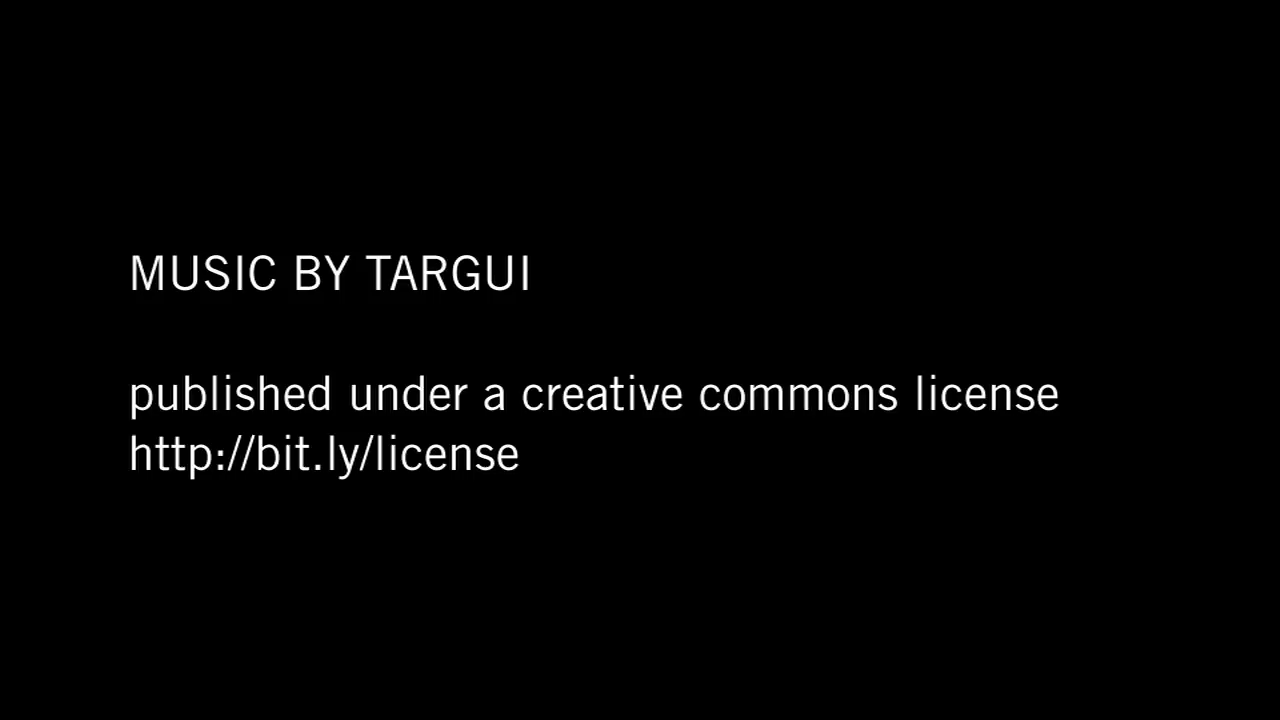 MUSIC BY TARGUI
published under a creative commons license
http://bit.ly/license